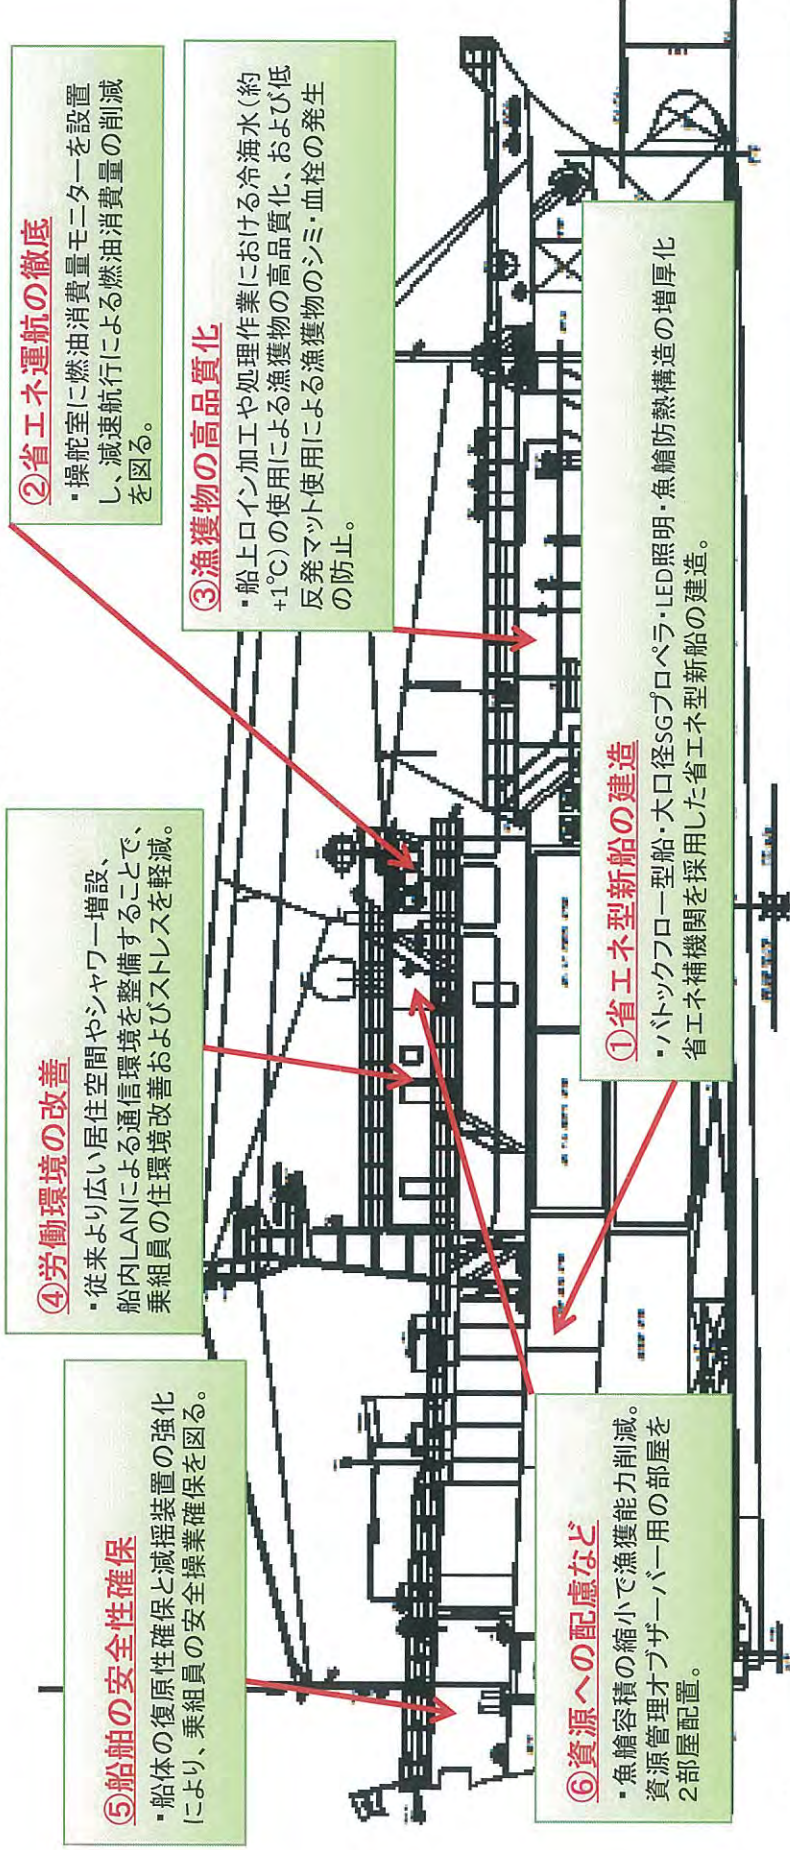 ①省エネ型新船の建造
・バトックフロー型船・大口径SGプロペラ・LED照明・魚艙防熱構造の増厚化
省エネ補機関を採用した省エネ型新船の建造。
②省エネ運航の徹底
・操舵室に燃油消費量モニターを設置
し、減速航行による燃油消費量の削減
を図る。
③漁獲物の高品質化
・船上ロイン加工や処理作業における冷海水(約
+1℃)の使用による漁獲物の高品質化、および低
反発マット使用による漁獲物のシミ・血栓の発生
の防止。
④労働環境の改善
・従来より広い居住空間やシャワー増設、
船内LANによる通信環境を整備することで、
乗組員の住環境改善およびストレスを軽減。
⑤船舶の安全性確保
・船体の復原性確保と減揺装置の強化
により、乗組員の安全操業確保を図る。
⑥資源への配慮など
・魚艙容積の縮小で漁獲能力削減。
資源管理オブザーバー用の部屋を
2部屋配置。